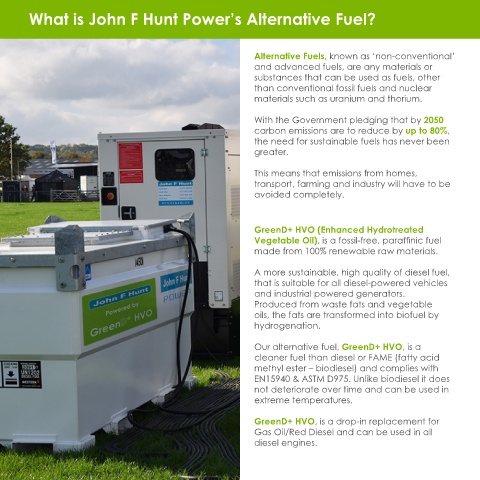 What is John F Hunt Power's Alternative Fuel?
Alternative Fuels, known as 'non-conventional'
and advanced fuels, are any materials or
substances that can be used as fuels, other
than conventional fossil fuels and nuclear
materials such as uranium and thorium.
With the Government pledging that by 2050
carbon emissions are to reduce by up to 80%,
the need for sustainable fuels has never been
greater.
This means that emissions from homes,
transport, farming and industry will have to be
avoided completely.
GreenD+ HVO (Enhanced Hydrotreated
Vegetable Oil), is a fossil-free, paraffinic fuel
made from 100% renewable raw materials.
A more sustainable, high quality of diesel fuel,
that is suitable for all diesel-powered vehicles
and industrial powered generators.
Produced from waste fats and vegetable
oils, the fats are transformed into biofuel by
hydrogenation.
Our alternative fuel, GreenD+ HVO, is a
cleaner fuel than diesel or FAME (fatty acid
methyl ester – biodiesel) and complies with
EN15940 & ASTM D975. Unlike biodiesel it does
not deteriorate over time and can be used in
extreme temperatures.
GreenD+ HVO, is a drop-in replacement for
Gas Oil/Red Diesel and can be used in all
diesel engines.
John F Hunt
John F Hunt
Powered by
GreenD+ HVO
John F Hunt
POWER
UN1202